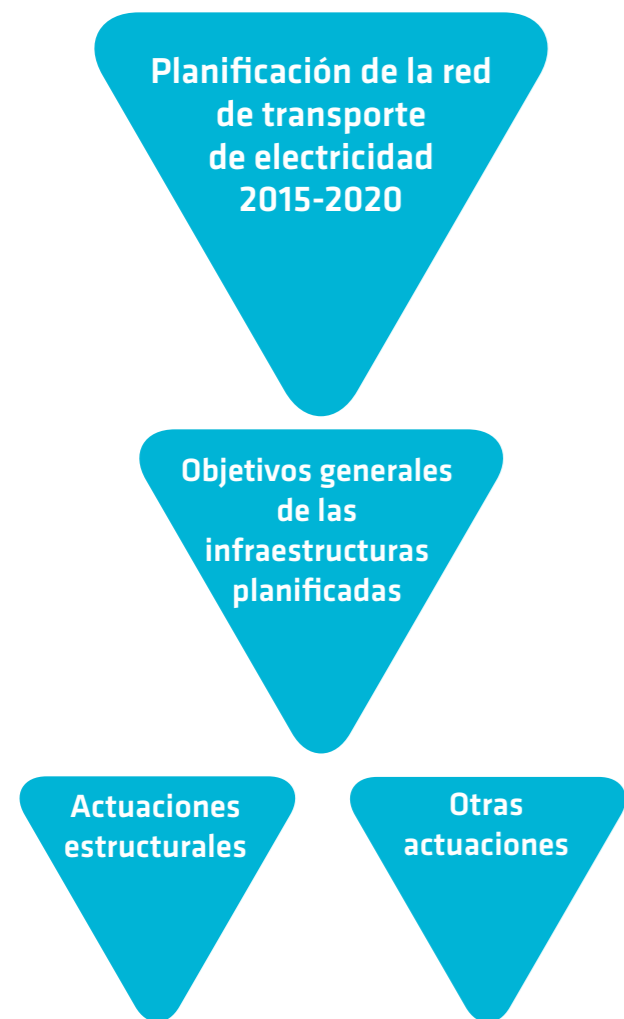 Planificación de la red
de transporte
de electricidad
2015-2020
Objetivos generales
de las
infraestructuras
planificadas
Actuaciones
estructurales
Otras
actuaciones